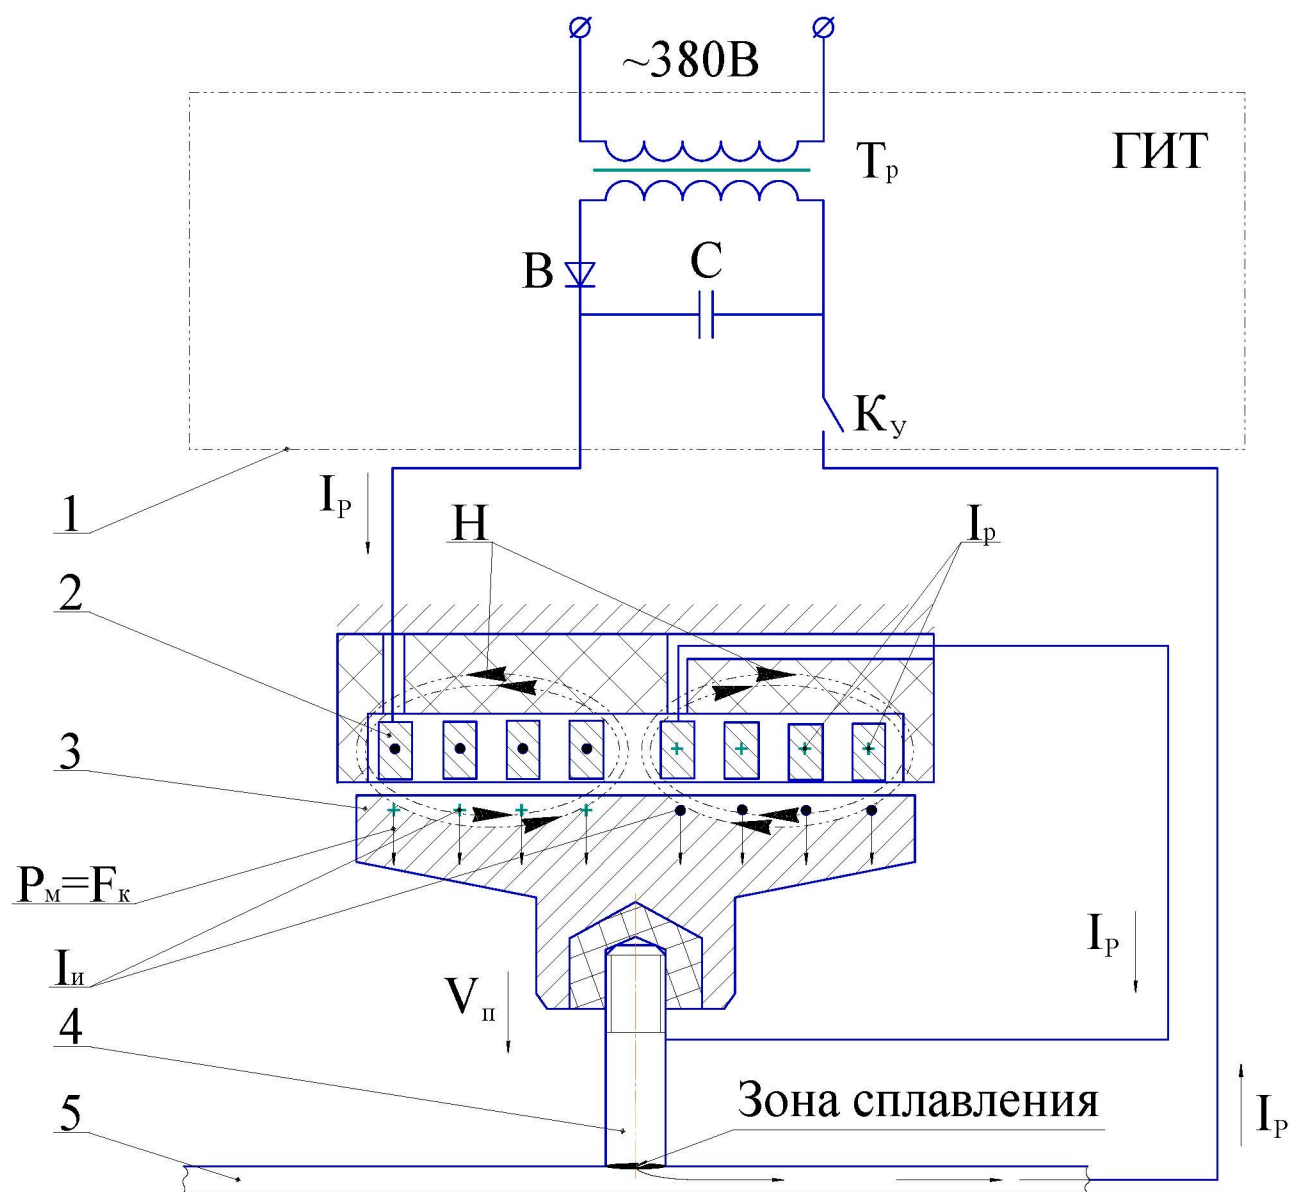 ~380В
ГИТ
Тр
В
С
Ку
1
IР
Н
Iр
2
3
Рм=Fк
IР
Iи
Vп
4
Зона сплавления
5
IР